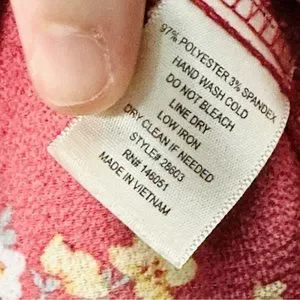 97% POLYESTER 3% SPANDEX
HAND WASH COLD
DO NOT BLEACH
LINE DRY
LOW IRON
DRY CLEAN IF NEEDED
STYLE# 28603
RN# 146051
MADE IN VIETNAM